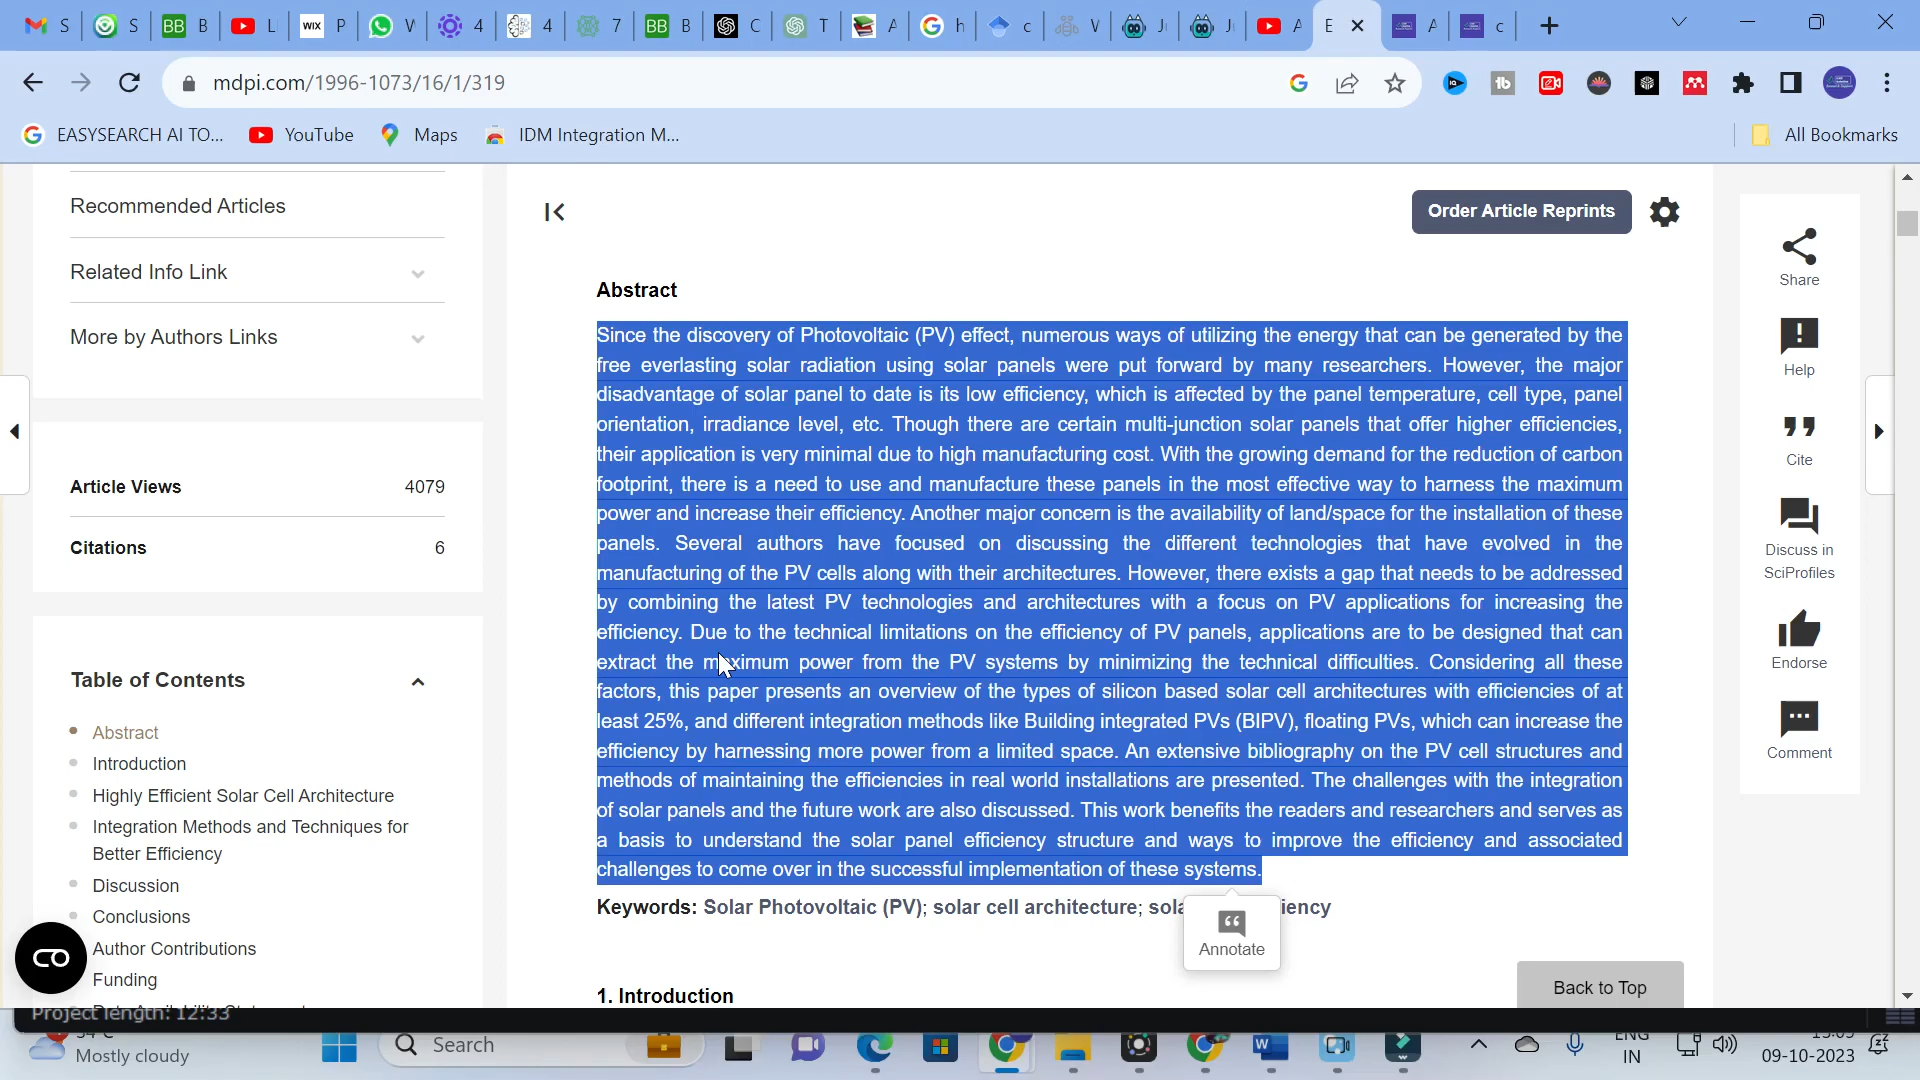 S
S
B
L
P
V
4
4
7
B
C
T
A
h
c
V
J
J
A
E
A
c
mdpi.com/1996-1073/16/1/319
EASYSEARCH AI TO...
YouTube
Maps
IDM Integration M...
All Bookmarks
Recommended Articles
Related Info Link
More by Authors Links
Article Views 4079
Citations 6
Table of Contents
Abstract
Introduction
Highly Efficient Solar Cell Architecture
Integration Methods and Techniques for
Better Efficiency
Discussion
Conclusions
Author Contributions
Funding
Order Article Reprints
Abstract
Since the discovery of Photovoltaic (PV) effect, numerous ways of utilizing the energy that can be generated by the
free everlasting solar radiation using solar panels were put forward by many researchers. However, the major
disadvantage of solar panel to date is its low efficiency, which is affected by the panel temperature, cell type, panel
orientation, irradiance level, etc. Though there are certain multi-junction solar panels that offer higher efficiencies,
their application is very minimal due to high manufacturing cost. With the growing demand for the reduction of carbon
footprint, there is a need to use and manufacture these panels in the most effective way to harness the maximum
power and increase their efficiency. Another major concern is the availability of land/space for the installation of these
panels. Several authors have focused on discussing the different technologies that have evolved in the
manufacturing of the PV cells along with their architectures. However, there exists a gap that needs to be addressed
by combining the latest PV technologies and architectures with a focus on PV applications for increasing the
efficiency. Due to the technical limitations on the efficiency of PV panels, applications are to be designed that can
extract the maximum power from the PV systems by minimizing the technical difficulties. Considering all these
factors, this paper presents an overview of the types of silicon based solar cell architectures with efficiencies of at
least 25%, and different integration methods like Building integrated PVs (BIPV), floating PVs, which can increase the
efficiency by harnessing more power from a limited space. An extensive bibliography on the PV cell structures and
methods of maintaining the efficiencies in real world installations are presented. The challenges with the integration
of solar panels and the future work are also discussed. This work benefits the readers and researchers and serves as
a basis to understand the solar panel efficiency structure and ways to improve the efficiency and associated
challenges to come over in the successful implementation of these systems.
Keywords: Solar Photovoltaic (PV); solar cell architecture;
Annotate
1. Introduction
Back to Top
Share
Help
Cite
Discuss in
SciProfiles
Endorse
Comment
Project length: 12:33
Mostly cloudy
Search
ENG
IN
09-10-2023